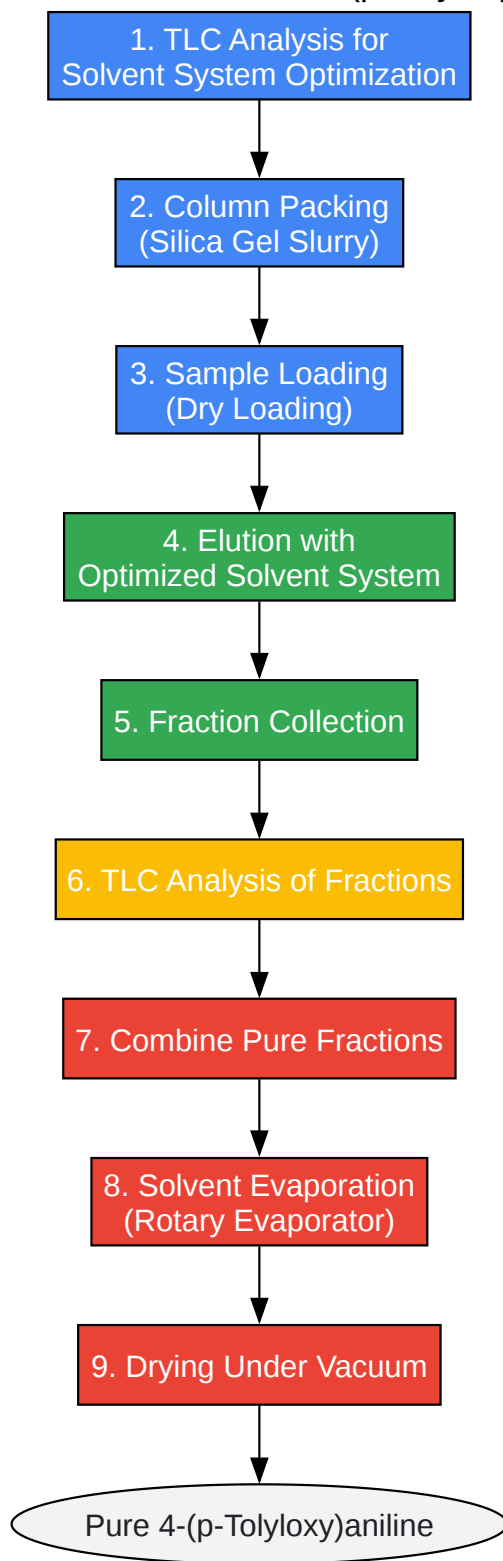 1. TLC Analysis for
Solvent System Optimization
2. Column Packing
(Silica Gel Slurry)
3. Sample Loading
(Dry Loading)
4. Elution with
Optimized Solvent System
5. Fraction Collection
6. TLC Analysis of Fractions
7. Combine Pure Fractions
8. Solvent Evaporation
(Rotary Evaporator)
9. Drying Under Vacuum
Pure 4-(p-Tolyloxy)aniline